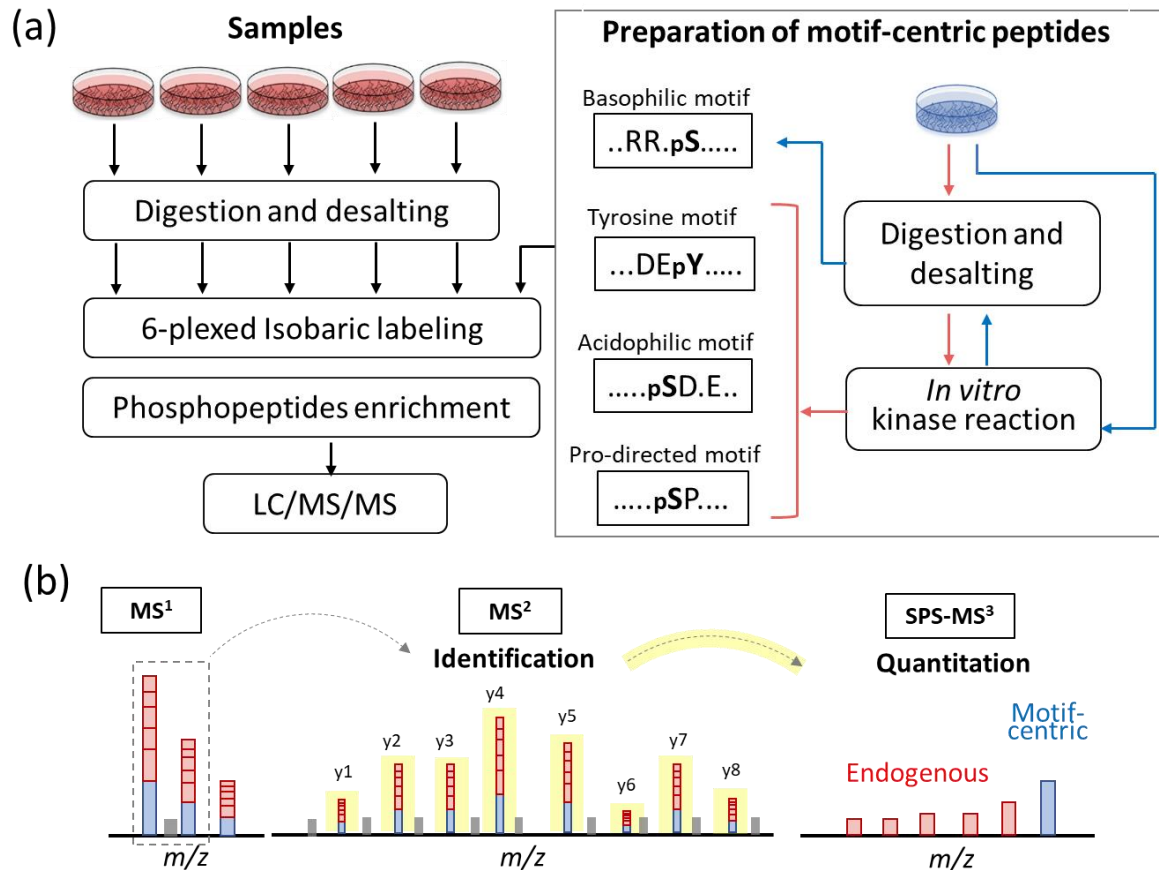 (a)
Samples
Digestion and desalting
6-plexed Isobaric labeling
Phosphopeptides enrichment
LC/MS/MS
Preparation of motif-centric peptides
Basophilic motif
..RR.pS.....
Tyrosine motif
...DEpY.....
Acidophilic motif
.....pSD.E..
Pro-directed motif
.....pSP....
Digestion and
desalting
In vitro
kinase reaction
(b)
MS¹
m/z
MS²
Identification
y1
y2
y3
y4
y5
y6
y7
y8
m/z
SPS-MS³
Quantitation
Motif-
centric
Endogenous
m/z